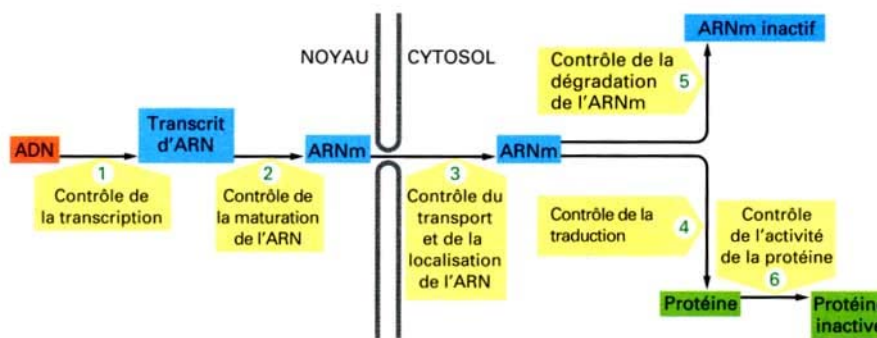 ARNm inactif
NOYAU
CYTOSOL
Contrôle de la
dégradation
de l'ARNm
5
ADN
Transcrit
d'ARN
ARNm
ARNm
1
Contrôle de
la transcription
2
Contrôle de
la maturation
de l'ARN
3
Contrôle du
transport
et de la
localisation
de l'ARN
Contrôle de la
traduction
4
Contrôle
de l'activité
de la protéine
6
Protéine
Protéine
inactive